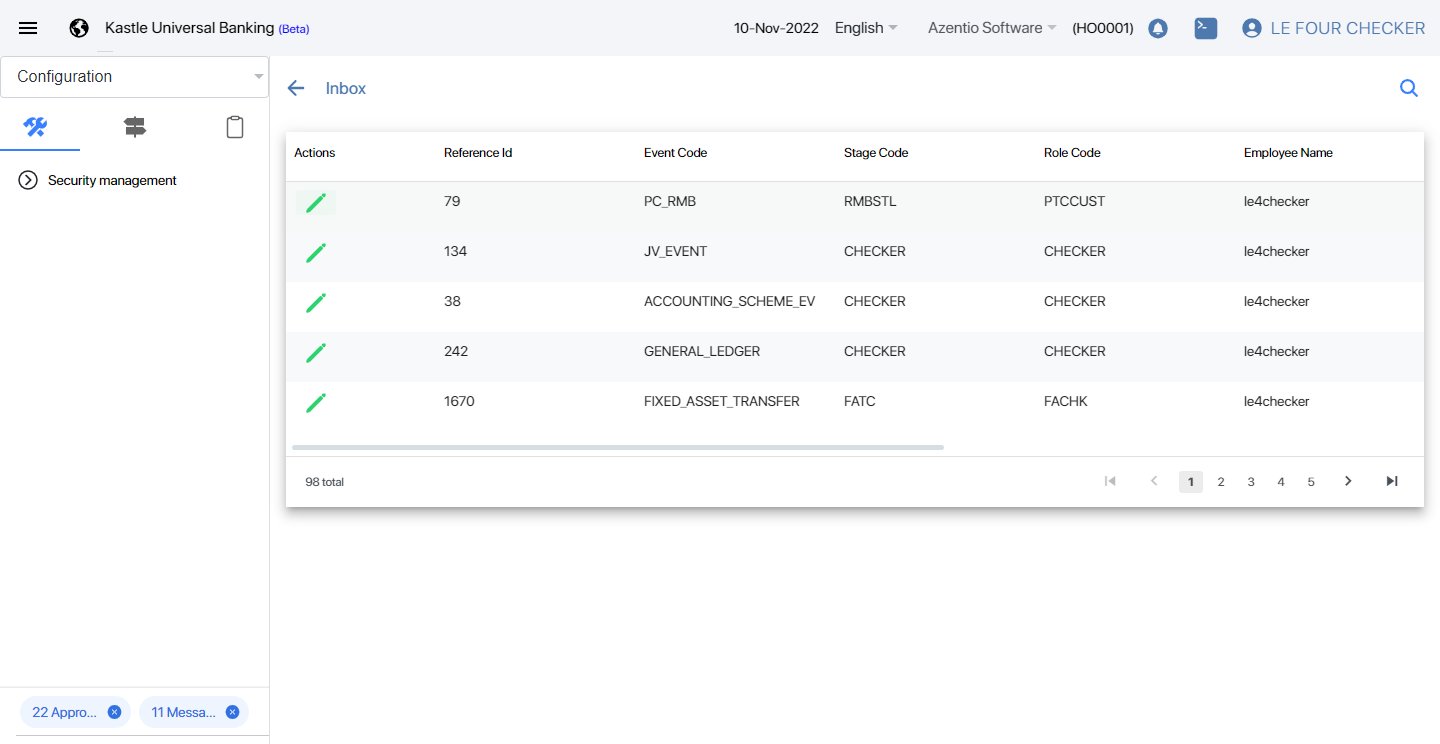 Kastle Universal Banking (Beta) 10-Nov-2022 English Azentio Software (HO0001) LE FOUR CHECKER
Configuration
Inbox
Security management
Actions Reference Id Event Code Stage Code Role Code Employee Name
79 PC_RMB RMBSTL PTCCUST le4checker
134 JV_EVENT CHECKER CHECKER le4checker
38 ACCOUNTING_SCHEME_EV CHECKER CHECKER le4checker
242 GENERAL_LEDGER CHECKER CHECKER le4checker
1670 FIXED_ASSET_TRANSFER FATC FACHK le4checker
98 total 1 2 3 4 5
22 Appro... 11 Messa...